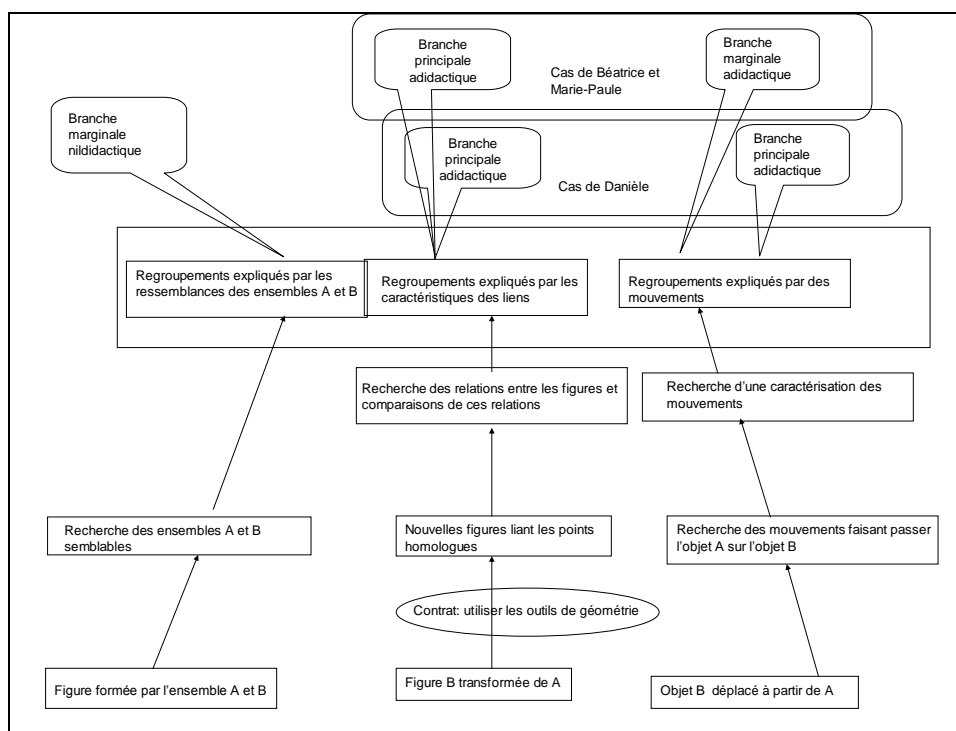 Branche
principale
adidactique
Cas de Béatrice et
Marie-Paule
Branche
marginale
adidactique
Branche
marginale
nildidactique
Branche
principale
adidactique
Cas de Danièle
Branche
principale
adidactique
Regroupements expliqués par les
ressemblances des ensembles A et B
Regroupements expliqués par les
caractéristiques des liens
Regroupements expliqués par des
mouvements
Recherche des relations entre les figures et
comparaisons de ces relations
Recherche d'une caractérisation des
mouvements
Recherche des ensembles A et B
semblables
Nouvelles figures liant les points
homologues
Recherche des mouvements faisant passer
l'objet A sur l'objet B
Contrat: utiliser les outils de géométrie
Figure formée par l'ensemble A et B
Figure B transformée de A
Objet B déplacé à partir de A